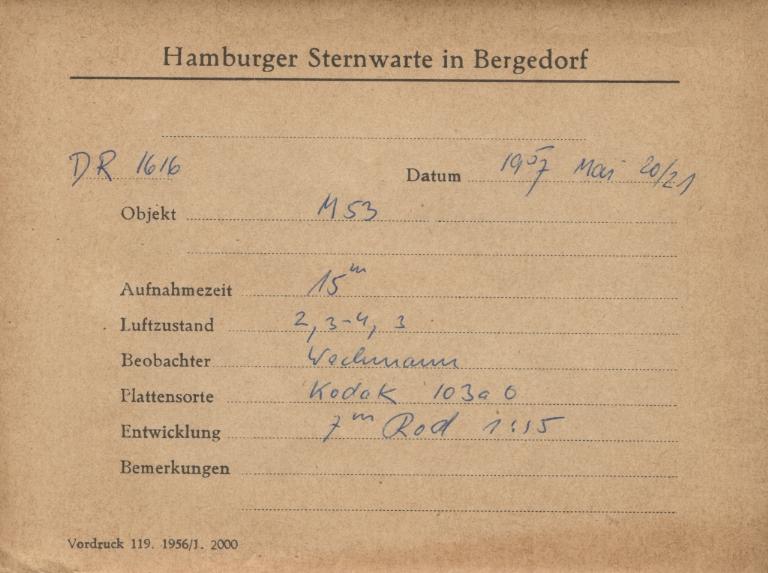 Hamburger Sternwarte in Bergedorf
DR 1616 Datum 1957 Mai 20/21
Objekt M53
Aufnahmezeit 15ᵐ
Luftzustand 2, 3-4, 3
Beobachter Wachmann
Plattensorte Kodak 103a O
Entwicklung 7ᵐ Rod 1:15
Bemerkungen
Vordruck 119. 1956/1. 2000